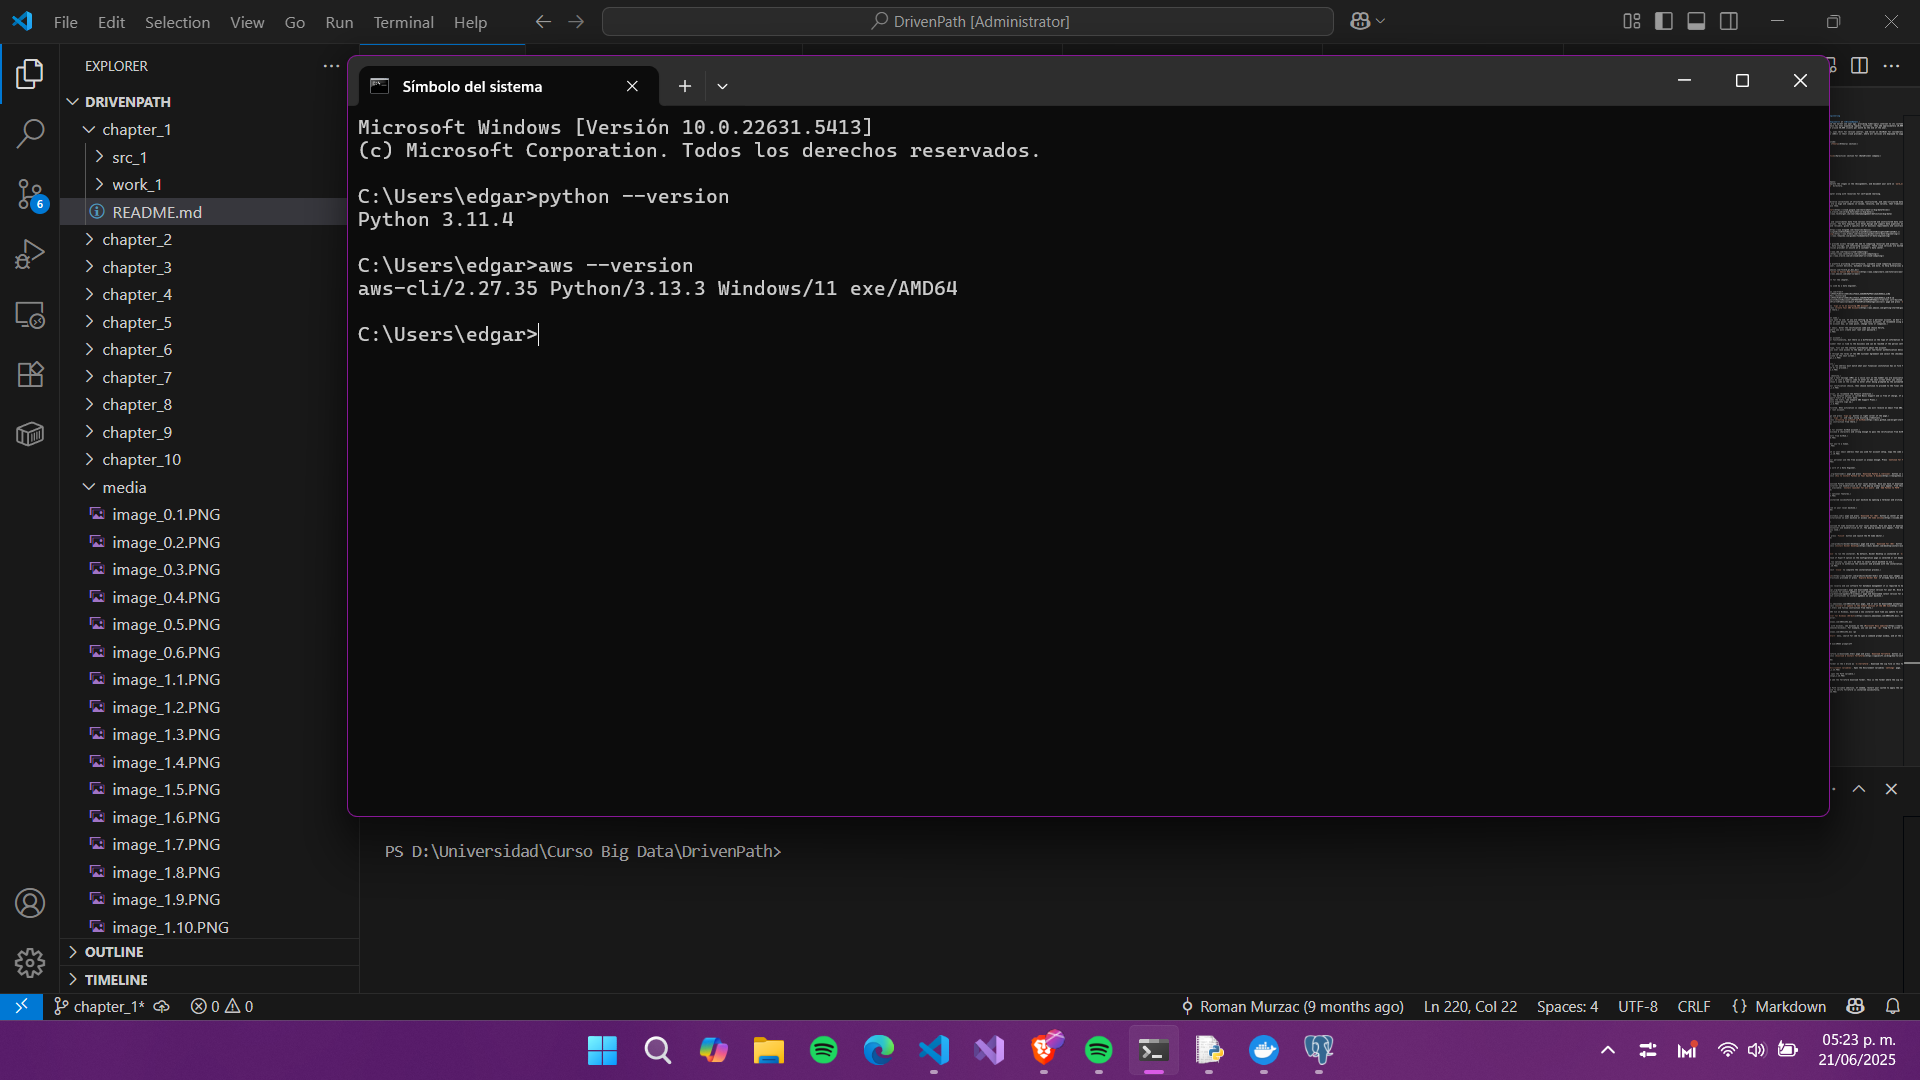 File Edit Selection View Go Run Terminal Help
DrivenPath [Administrator]
EXPLORER
DRIVENPATH
chapter_1
src_1
work_1
README.md
chapter_2
chapter_3
chapter_4
chapter_5
chapter_6
chapter_7
chapter_8
chapter_9
chapter_10
media
image_0.1.PNG
image_0.2.PNG
image_0.3.PNG
image_0.4.PNG
image_0.5.PNG
image_0.6.PNG
image_1.1.PNG
image_1.2.PNG
image_1.3.PNG
image_1.4.PNG
image_1.5.PNG
image_1.6.PNG
image_1.7.PNG
image_1.8.PNG
image_1.9.PNG
image_1.10.PNG
OUTLINE
TIMELINE
6
Símbolo del sistema
Microsoft Windows [Versión 10.0.22631.5413]
(c) Microsoft Corporation. Todos los derechos reservados.
C:\Users\edgar>python --version
Python 3.11.4
C:\Users\edgar>aws --version
aws-cli/2.27.35 Python/3.13.3 Windows/11 exe/AMD64
C:\Users\edgar>
PS D:\Universidad\Curso Big Data\DrivenPath>
chapter_1* 0 0
Roman Murzac (9 months ago) Ln 220, Col 22 Spaces: 4 UTF-8 CRLF {} Markdown
05:23 p. m.
21/06/2025